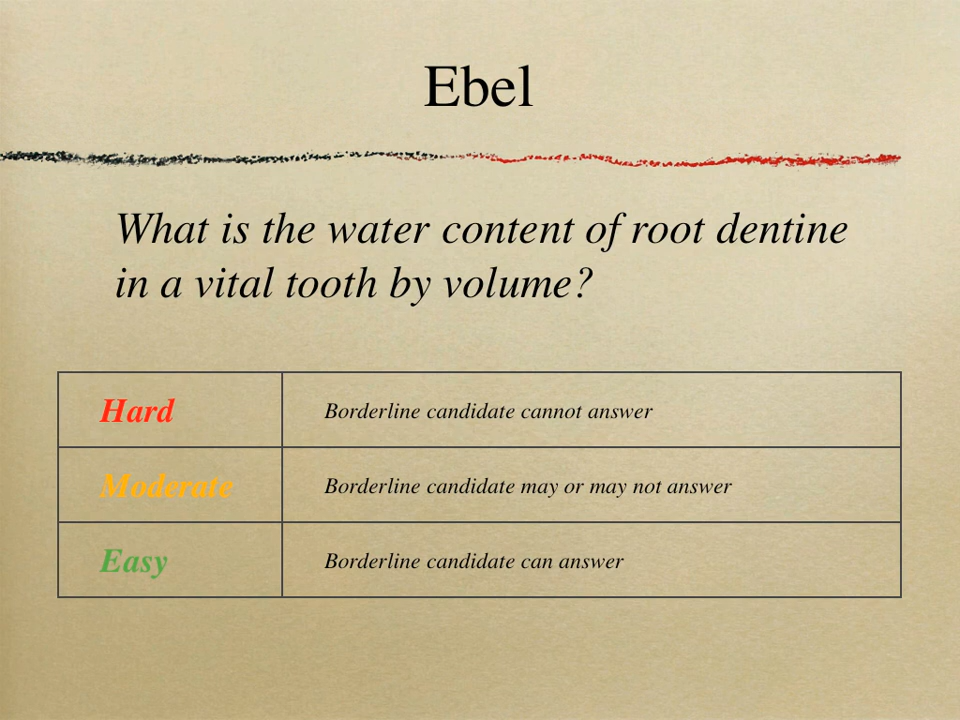 Ebel
What is the water content of root dentine
in a vital tooth by volume?
Hard
Borderline candidate cannot answer
Moderate
Borderline candidate may or may not answer
Easy
Borderline candidate can answer